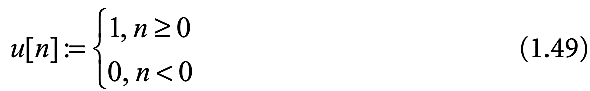 u[n] := { 1, n ≥ 0
0, n < 0 (1.49)